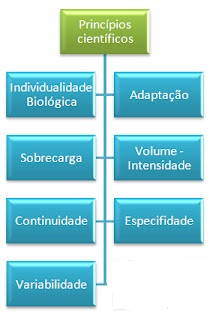 Princípios
científicos
Individualidade
Biológica
Adaptação
Sobrecarga
Volume -
Intensidade
Continuidade
Especifidade
Variabilidade